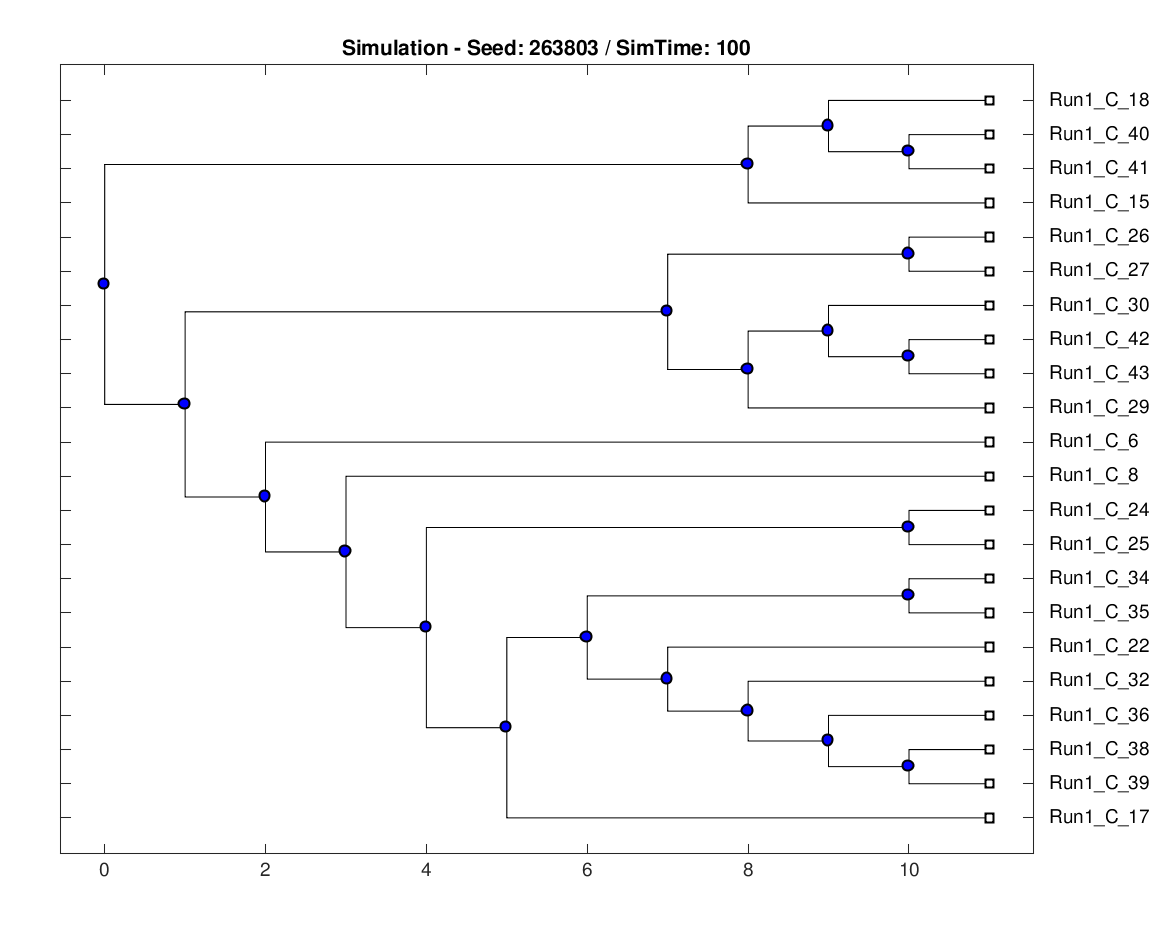 Simulation - Seed: 263803 / SimTime: 100
Run1_C_18
Run1_C_40
Run1_C_41
Run1_C_15
Run1_C_26
Run1_C_27
Run1_C_30
Run1_C_42
Run1_C_43
Run1_C_29
Run1_C_6
Run1_C_8
Run1_C_24
Run1_C_25
Run1_C_34
Run1_C_35
Run1_C_22
Run1_C_32
Run1_C_36
Run1_C_38
Run1_C_39
Run1_C_17
0 2 4 6 8 10